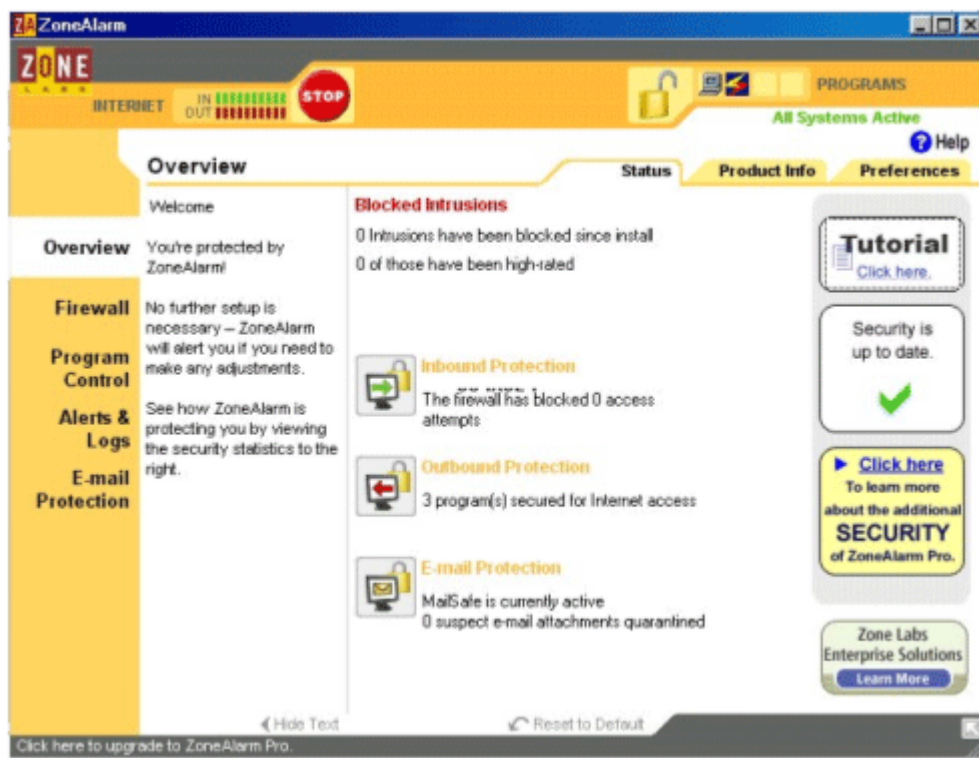 ZA ZoneAlarm
ZONE
LABS
INTERNET
IN
OUT
STOP
PROGRAMS
All Systems Active
? Help
Overview
Status
Product Info
Preferences
Overview
Firewall
Program
Control
Alerts &
Logs
E-mail
Protection
Welcome
You're protected by
ZoneAlarm!
No further setup is
necessary – ZoneAlarm
will alert you if you need to
make any adjustments.
See how ZoneAlarm is
protecting you by viewing
the security statistics to the
right.
Blocked Intrusions
0 Intrusions have been blocked since install
0 of those have been high-rated
Inbound Protection
The firewall has blocked 0 access
attempts
Outbound Protection
3 program(s) secured for Internet access
E-mail Protection
MailSafe is currently active
0 suspect e-mail attachments quarantined
Tutorial
Click here.
Security is
up to date.
Click here
To learn more
about the additional
SECURITY
of ZoneAlarm Pro.
Zone Labs
Enterprise Solutions
Learn More
Hide Text
Reset to Default
Click here to upgrade to ZoneAlarm Pro.